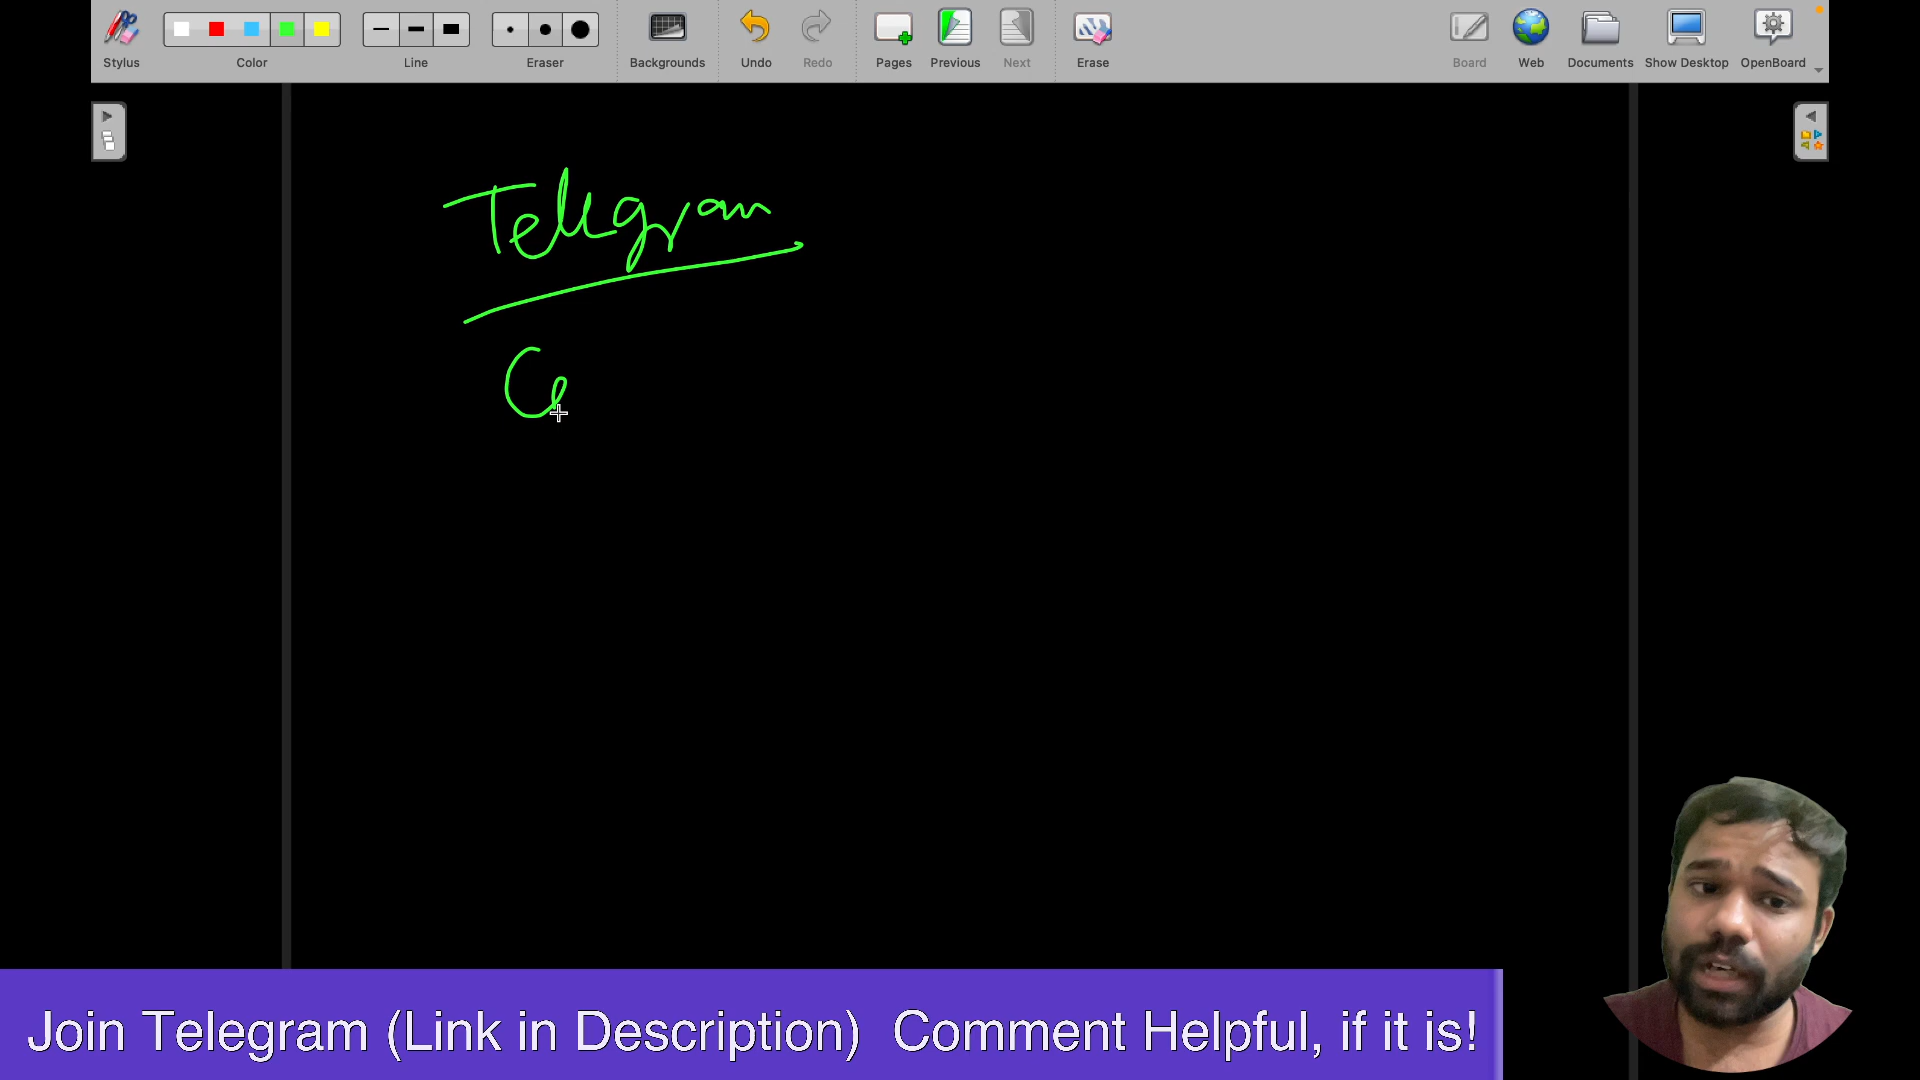 Stylus Color Line Eraser Backgrounds Undo Redo Pages Previous Next Erase Board Web Documents Show Desktop OpenBoard
Telegram
Join Telegram (Link in Description) Comment Helpful, if it is!